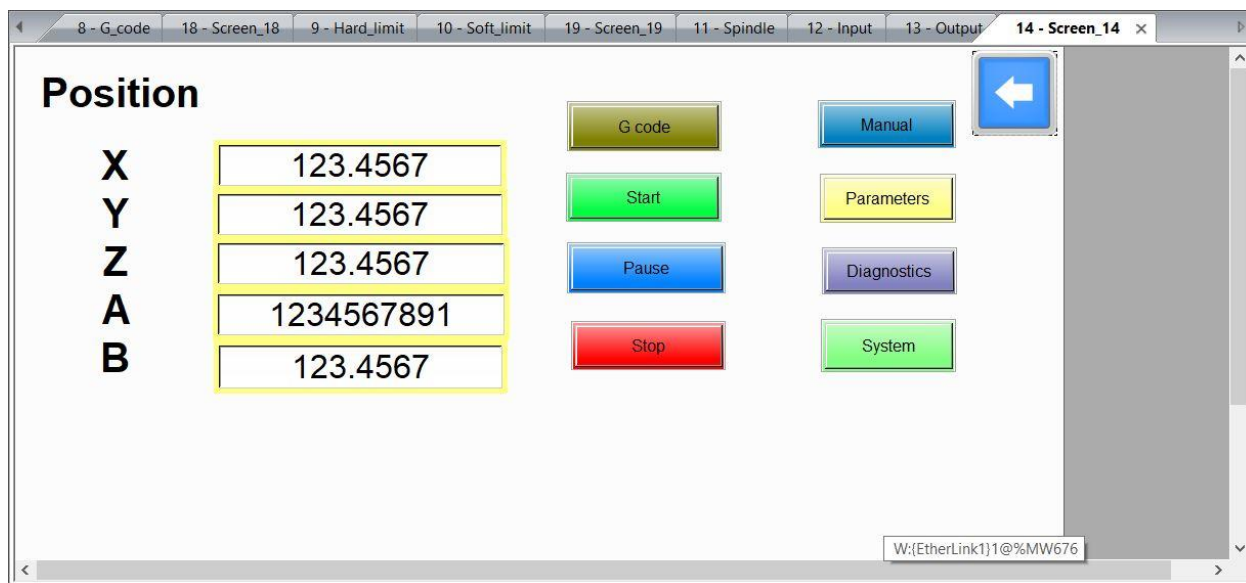 8 - G_code 18 - Screen_18 9 - Hard_limit 10 - Soft_limit 19 - Screen_19 11 - Spindle 12 - Input 13 - Output 14 - Screen_14
Position
X 123.4567
Y 123.4567
Z 123.4567
A 1234567891
B 123.4567
G code
Start
Pause
Stop
Manual
Parameters
Diagnostics
System
W:{EtherLink1}1@%MW676